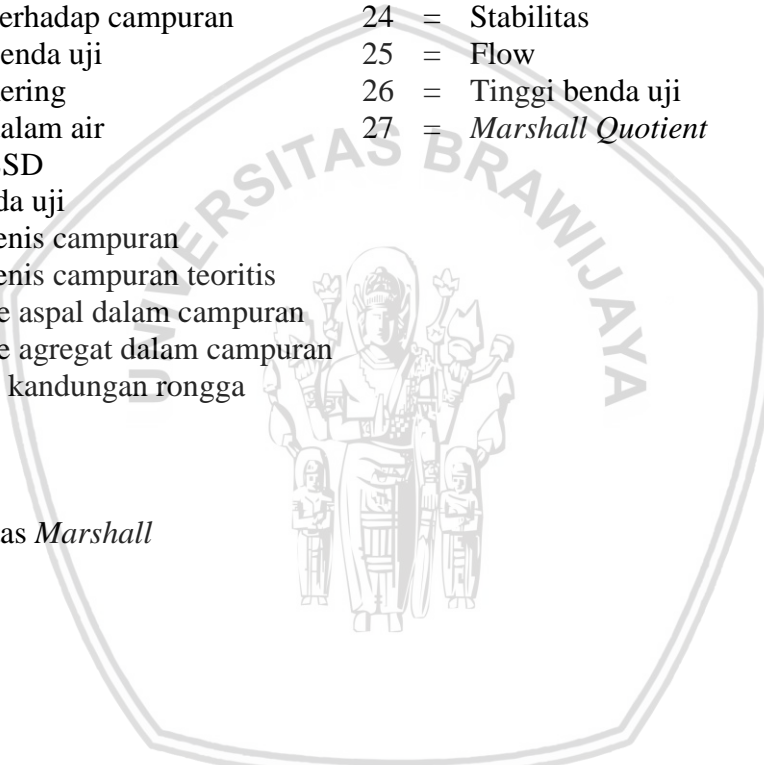 erhadap campuran 24 = Stabilitas
enda uji 25 = Flow
ering 26 = Tinggi benda uji
alam air 27 = Marshall Quotient
SD
da uji
enis campuran
enis campuran teoritis
e aspal dalam campuran
e agregat dalam campuran
kandungan rongga
as Marshall
UNIVERSITAS BRAWIJAYA